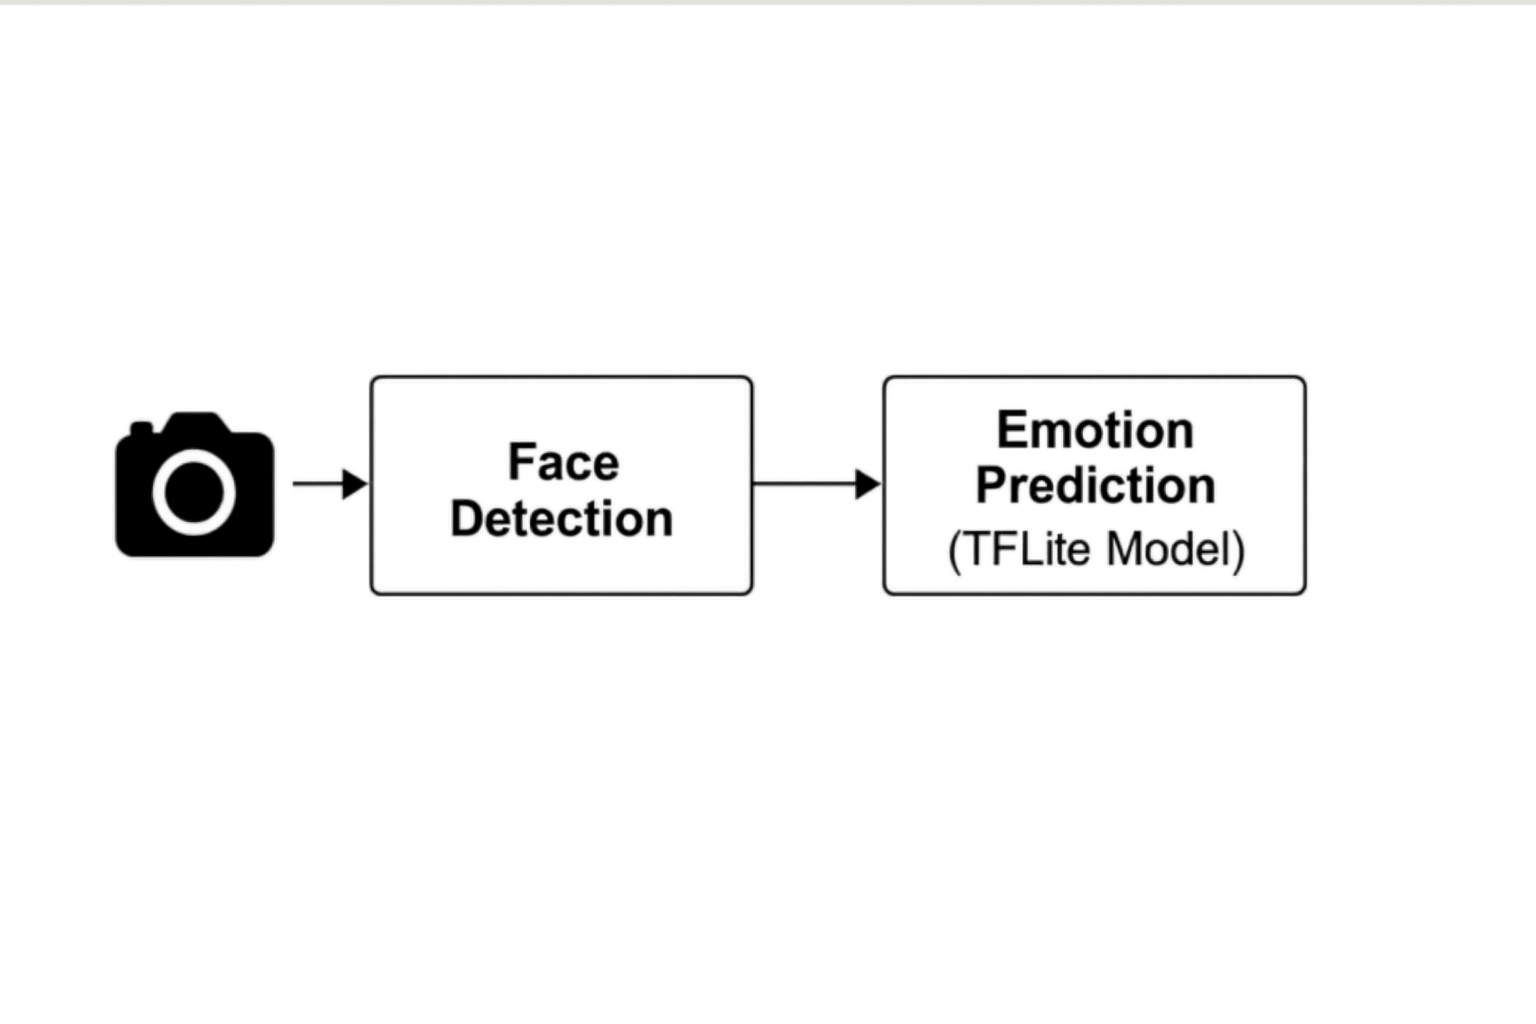 Face
Detection
Emotion
Prediction
(TFLite Model)